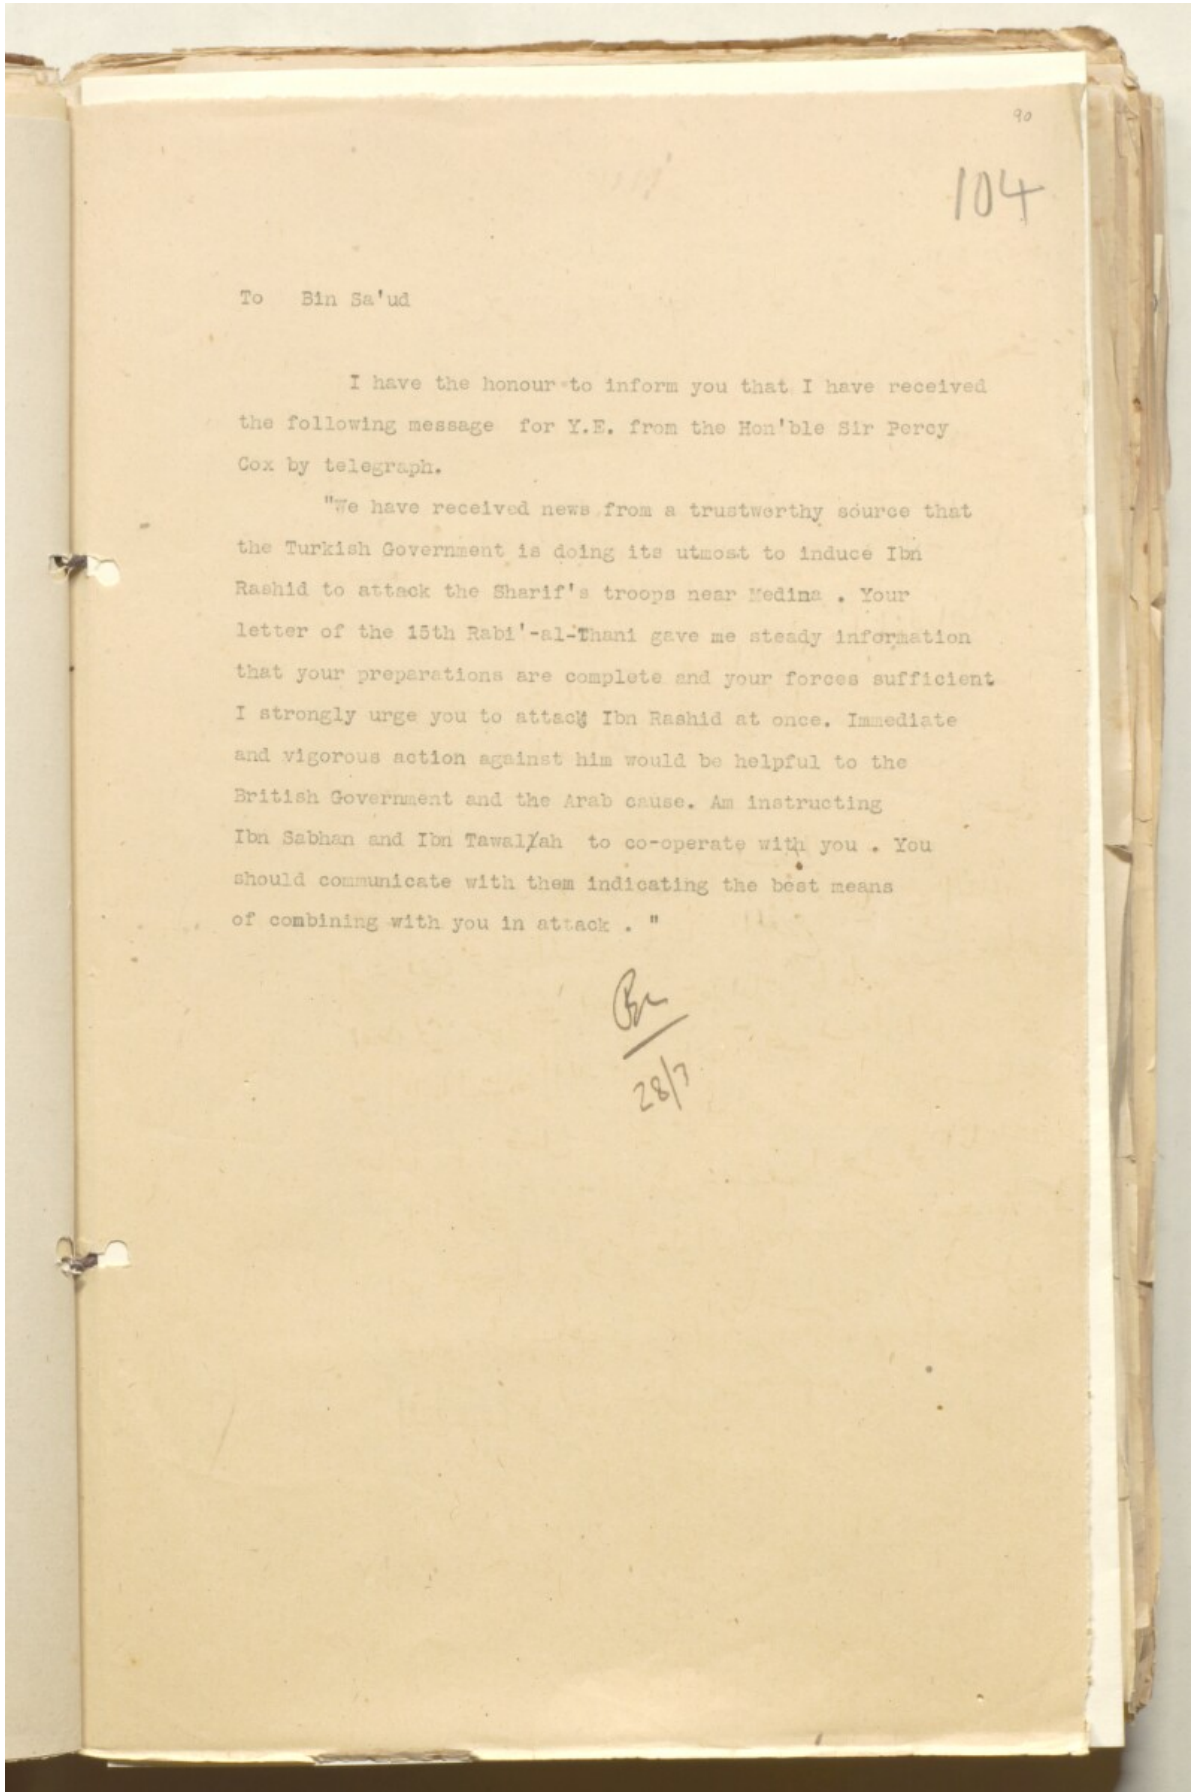 90
104
To Bin Sa'ud
I have the honour to inform you that I have received
the following message for Y.E. from the Hon'ble Sir Percy
Cox by telegraph.
"We have received news from a trustworthy source that
the Turkish Government is doing its utmost to induce Ibn
Rashid to attack the Sharif's troops near Medina . Your
letter of the 15th Rabi'-al-Thani gave me steady information
that your preparations are complete and your forces sufficient
I strongly urge you to attack Ibn Rashid at once. Immediate
and vigorous action against him would be helpful to the
British Government and the Arab cause. Am instructing
Ibn Sabhan and Ibn Tawallah to co-operate with you . You
should communicate with them indicating the best means
of combining with you in attack . "
28/7